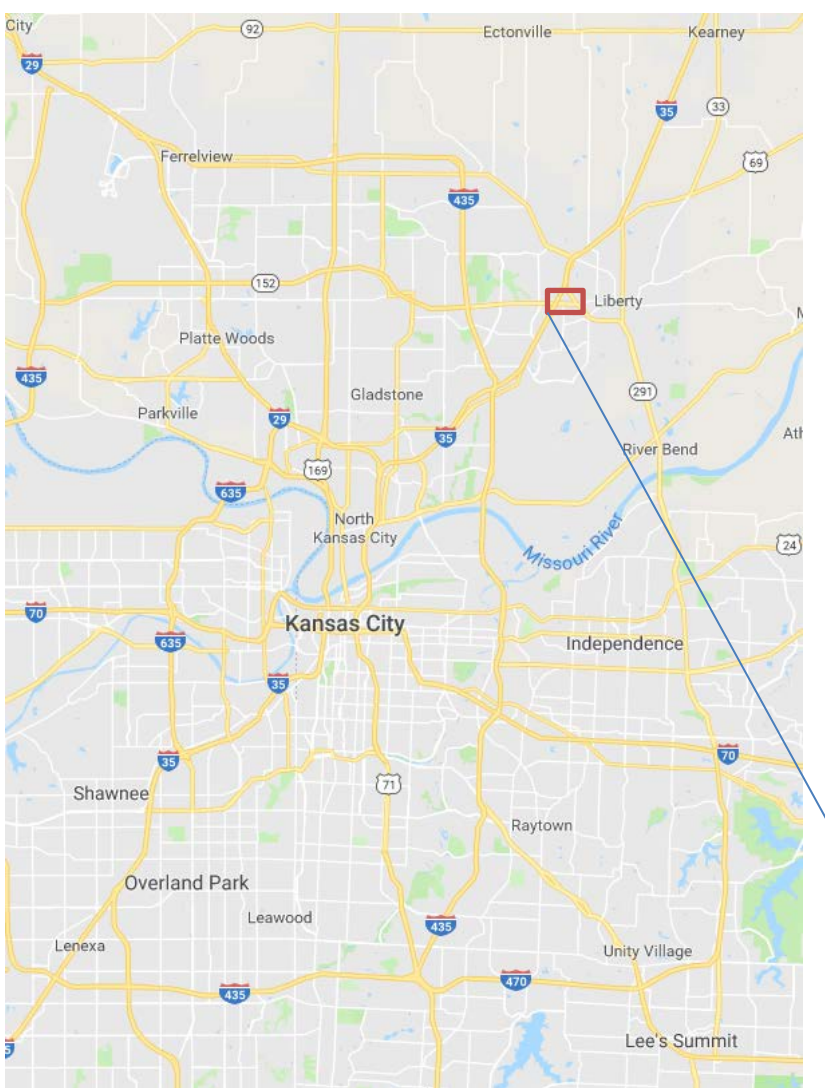 City
92
Ectonville
Kearney
29
35
33
Ferrelview
69
435
152
Liberty
Platte Woods
435
Gladstone
291
Parkville
29
35
169
River Bend
635
North
Kansas City
Missouri River
24
70
Kansas City
635
Independence
35
70
35
71
Shawnee
Raytown
Overland Park
Leawood
435
Lenexa
Unity Village
435
470
Lee's Summit